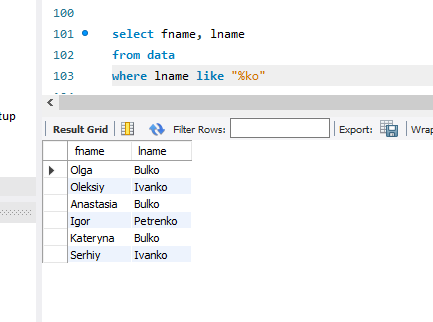 100
101 select fname, lname
102 from data
103 where lname like "%ko"
tup
Result Grid Filter Rows: Export: Wrap
fname lname
Olga Bulko
Oleksiy Ivanko
Anastasia Bulko
Igor Petrenko
Kateryna Bulko
Serhiy Ivanko